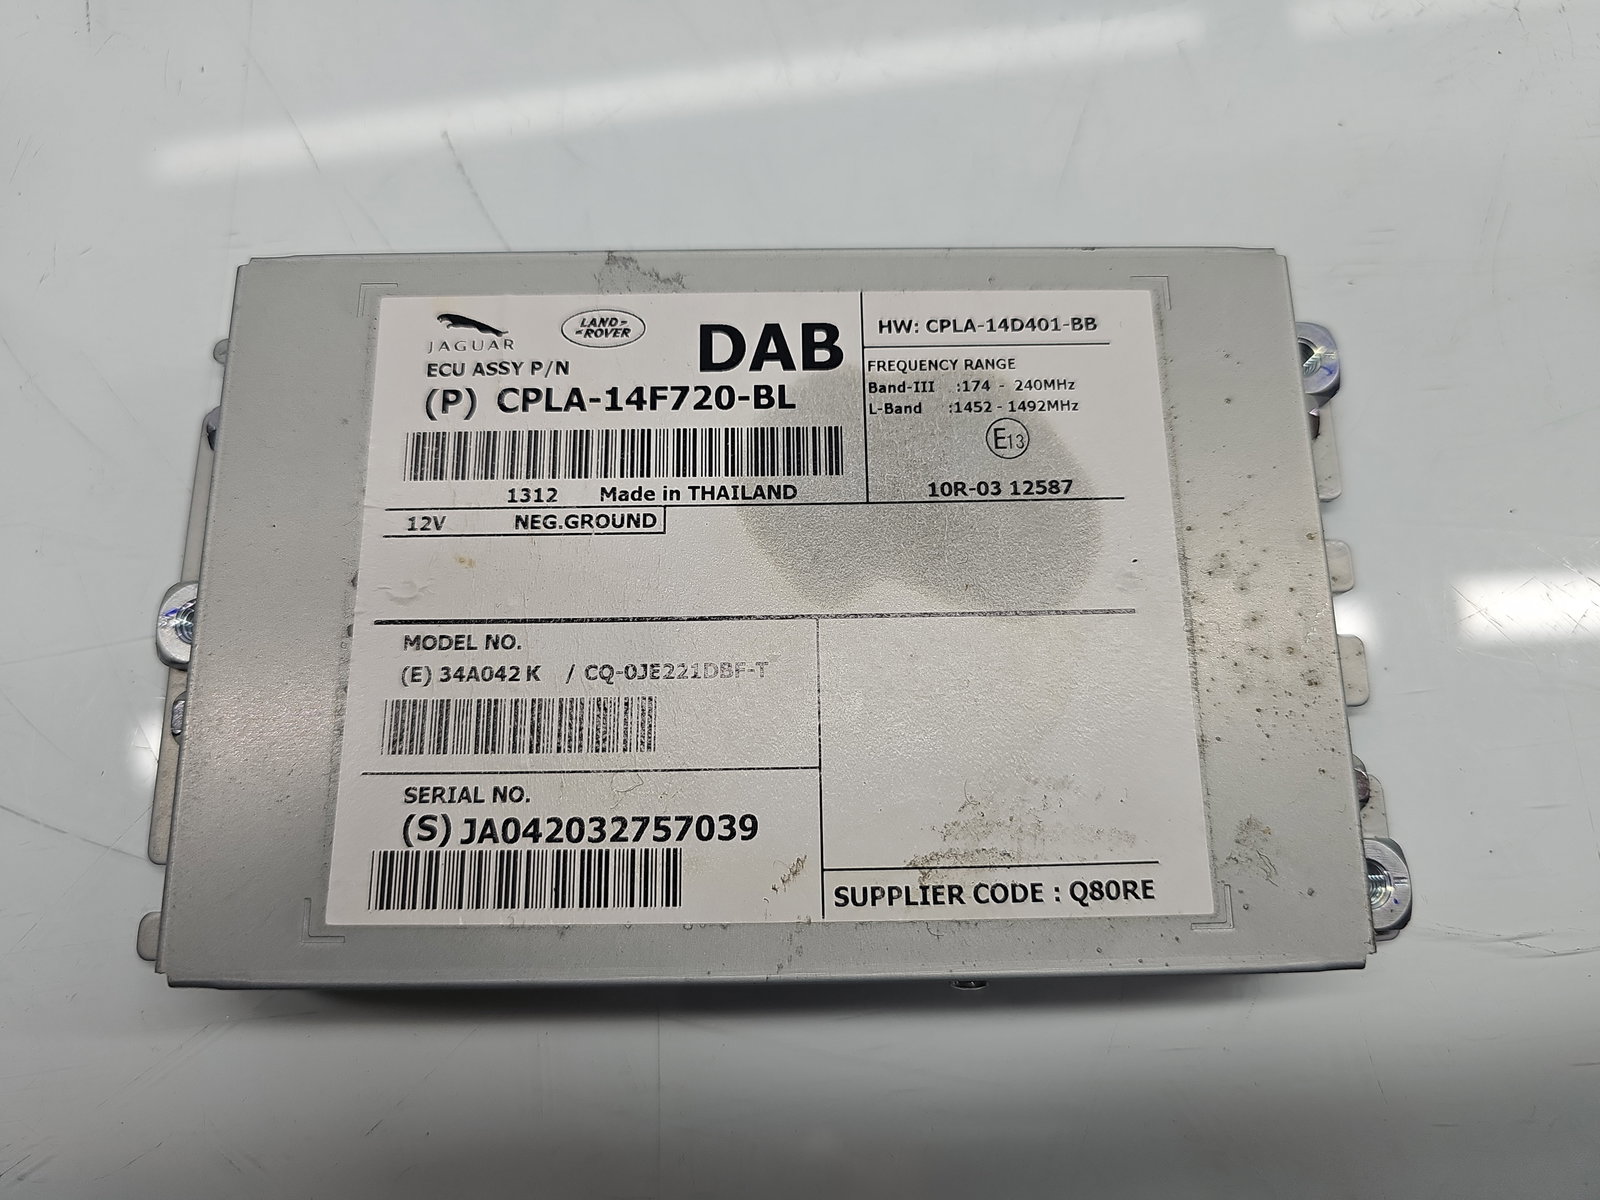 JAGUAR
LAND-
-ROVER
DAB
ECU ASSY P/N
(P) CPLA-14F720-BL
1312 Made in THAILAND
12V NEG.GROUND
HW: CPLA-14D401-BB
FREQUENCY RANGE
Band-III :174 - 240MHz
L-Band :1452 - 1492MHz
E13
10R-03 12587
MODEL NO.
(E) 34A042 K / CQ-0JE221DBF-T
SERIAL NO.
(S) JA042032757039
SUPPLIER CODE : Q80RE